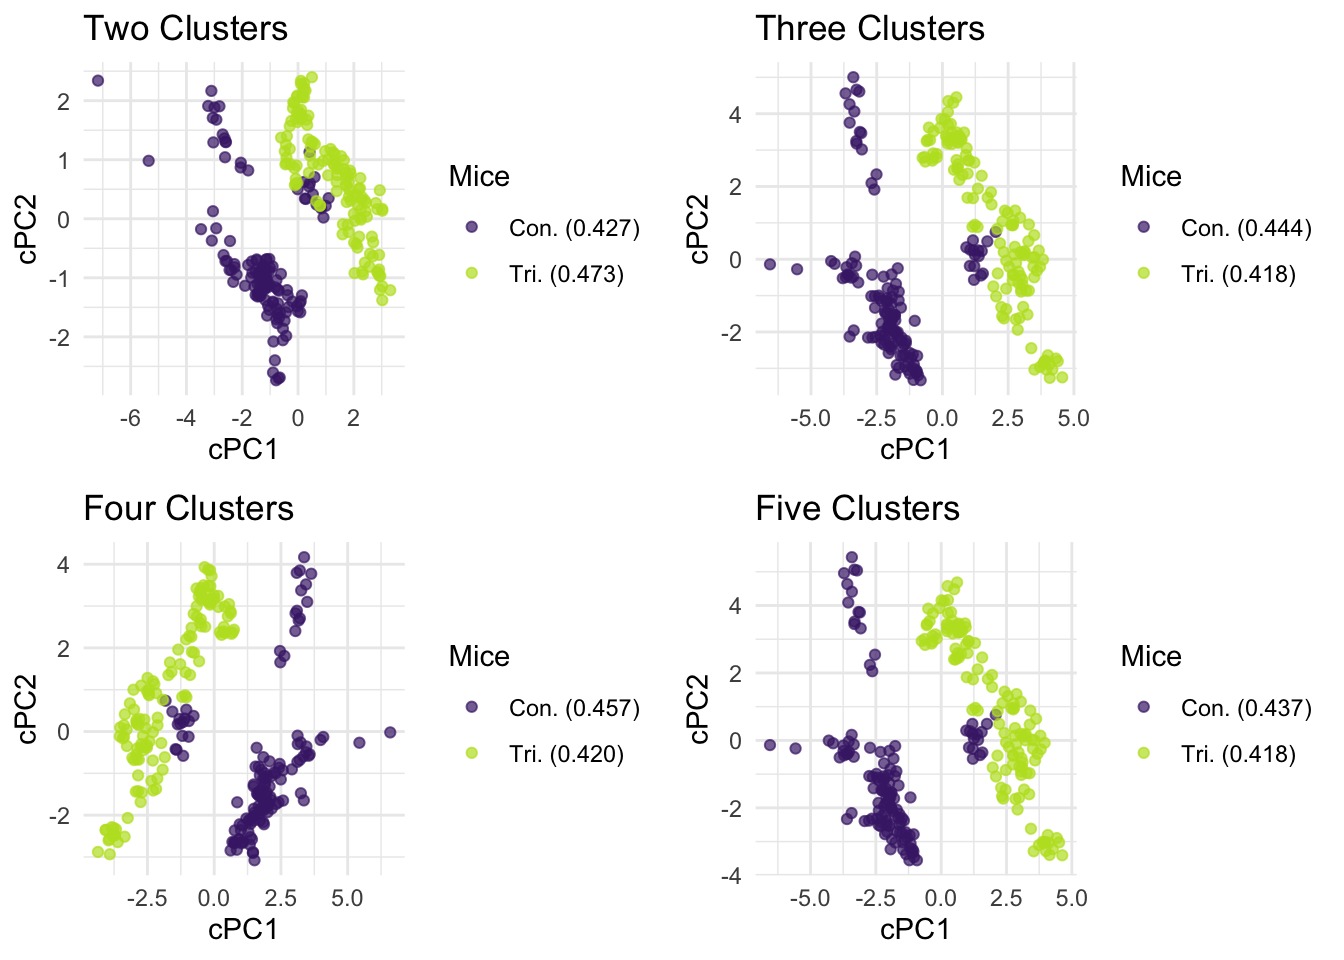 Two Clusters
2
1
0
-1
-2
cPC2
-6 -4 -2 0 2
cPC1
Mice
Con. (0.427)
Tri. (0.473)
Three Clusters
4
2
0
-2
cPC2
-5.0 -2.5 0.0 2.5 5.0
cPC1
Mice
Con. (0.444)
Tri. (0.418)
Four Clusters
4
2
0
-2
cPC2
-2.5 0.0 2.5 5.0
cPC1
Mice
Con. (0.457)
Tri. (0.420)
Five Clusters
4
2
0
-2
-4
cPC2
-5.0 -2.5 0.0 2.5 5.0
cPC1
Mice
Con. (0.437)
Tri. (0.418)